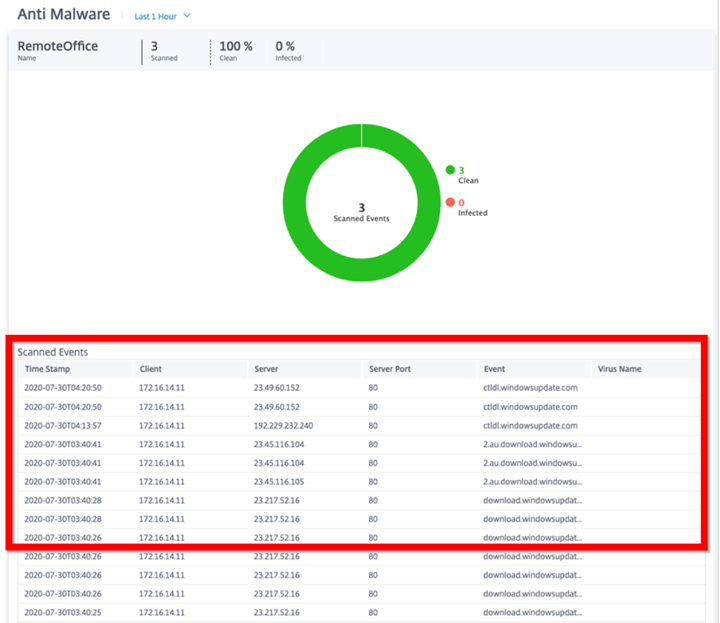 Anti Malware Last 1 Hour
RemoteOffice 3 100 % 0 %
Name Scanned Clean Infected
3
Clean
0
Infected
3
Scanned Events
Scanned Events
Time Stamp Client Server Server Port Event Virus Name
2020-07-30T04:20:50 172.16.14.11 23.49.60.152 80 ctldl.windowsupdate.com
2020-07-30T04:20:50 172.16.14.11 23.49.60.152 80 ctldl.windowsupdate.com
2020-07-30T04:13:57 172.16.14.11 192.229.232.240 80 ctldl.windowsupdate.com
2020-07-30T03:40:41 172.16.14.11 23.45.116.104 80 2.au.download.windowsu...
2020-07-30T03:40:41 172.16.14.11 23.45.116.104 80 2.au.download.windowsu...
2020-07-30T03:40:41 172.16.14.11 23.45.116.105 80 2.au.download.windowsu...
2020-07-30T03:40:28 172.16.14.11 23.217.52.16 80 download.windowsupdat...
2020-07-30T03:40:28 172.16.14.11 23.217.52.16 80 download.windowsupdat...
2020-07-30T03:40:26 172.16.14.11 23.217.52.16 80 download.windowsupdat...
2020-07-30T03:40:26 172.16.14.11 23.217.52.16 80 download.windowsupdat...
2020-07-30T03:40:26 172.16.14.11 23.217.52.16 80 download.windowsupdat...
2020-07-30T03:40:26 172.16.14.11 23.217.52.16 80 download.windowsupdat...
2020-07-30T03:40:25 172.16.14.11 23.217.52.16 80 download.windowsupdat...